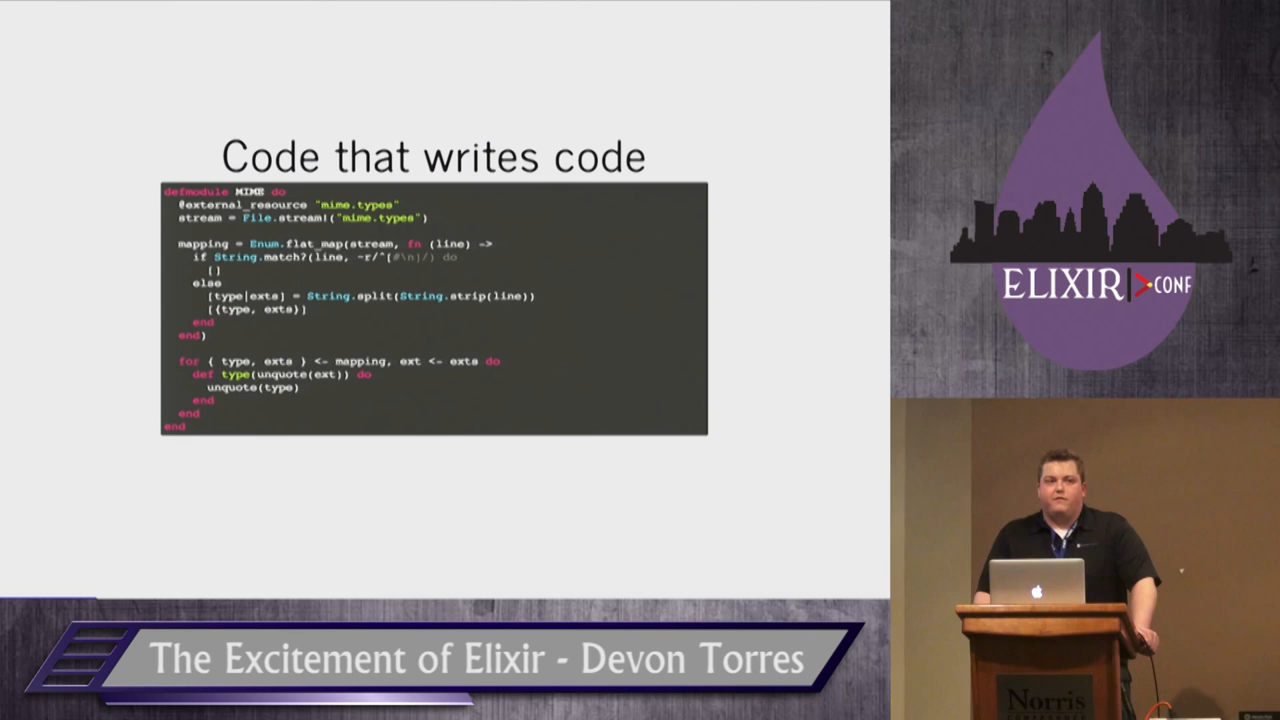 Code that writes code
defmodule MIME do
@external_resource "mime.types"
stream = File.stream!("mime.types")
mapping = Enum.flat_map(stream, fn (line) ->
if String.match?(line, ~r/^[#\n]/) do
[]
else
[type|exts] = String.split(String.strip(line))
[{type, exts}]
end
end)
for { type, exts } <- mapping, ext <- exts do
def type(unquote(ext)) do
unquote(type)
end
end
end
ELIXIR|>CONF
The Excitement of Elixir - Devon Torres
Norris